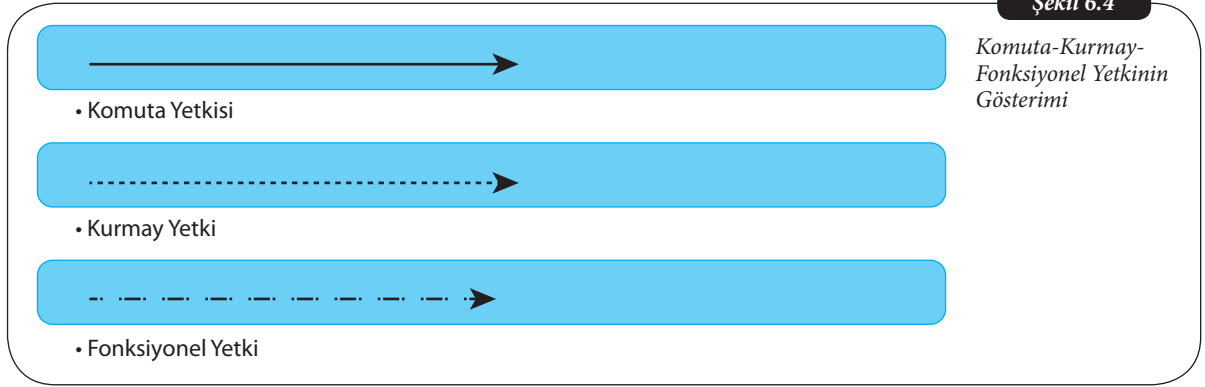 Şekil 6.4
Komuta-Kurmay-
Fonksiyonel Yetkinin
Gösterimi
• Komuta Yetkisi
• Kurmay Yetki
• Fonksiyonel Yetki